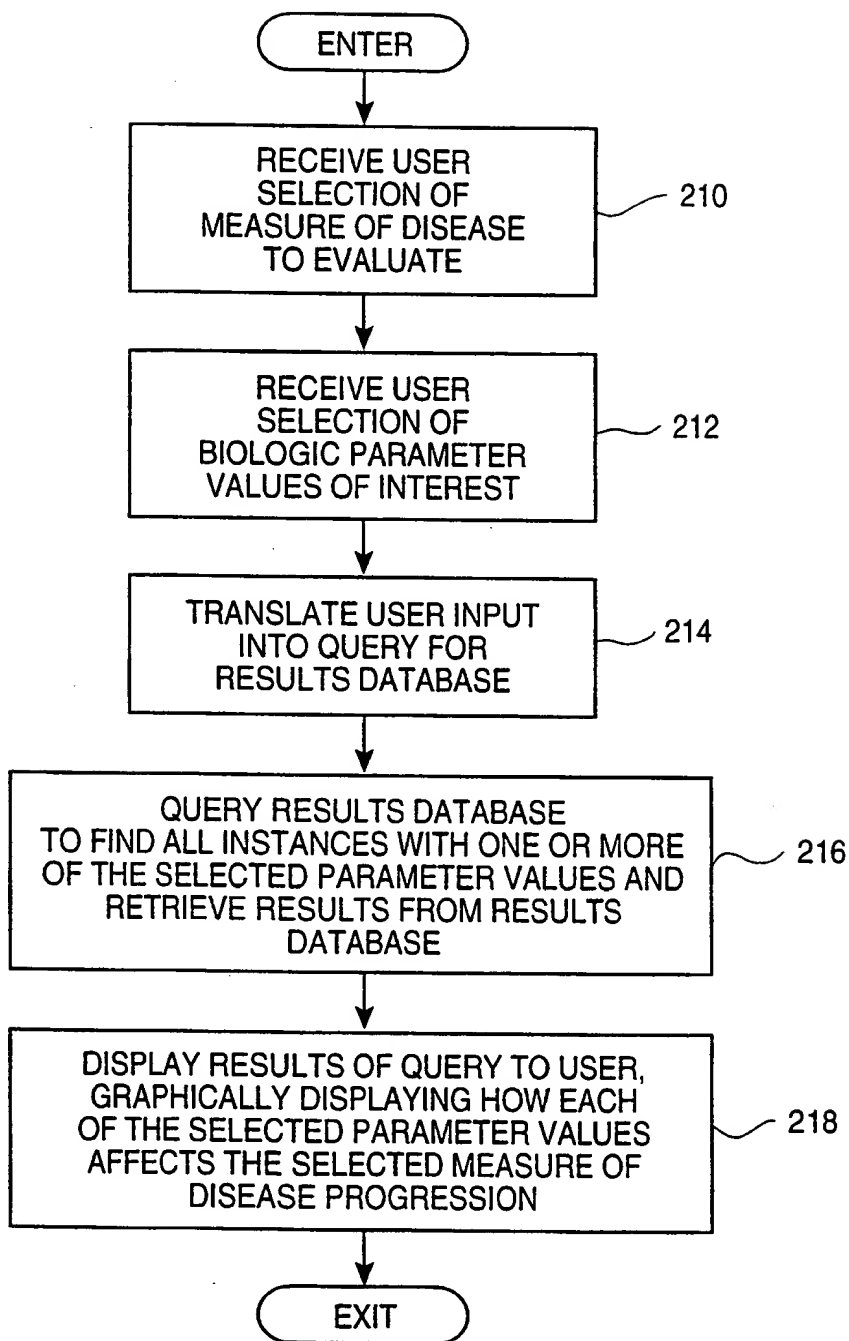 ENTER
RECEIVE USER
SELECTION OF
MEASURE OF DISEASE
TO EVALUATE
210
RECEIVE USER
SELECTION OF
BIOLOGIC PARAMETER
VALUES OF INTEREST
212
TRANSLATE USER INPUT
INTO QUERY FOR
RESULTS DATABASE
214
QUERY RESULTS DATABASE
TO FIND ALL INSTANCES WITH ONE OR MORE
OF THE SELECTED PARAMETER VALUES AND
RETRIEVE RESULTS FROM RESULTS
DATABASE
216
DISPLAY RESULTS OF QUERY TO USER,
GRAPHICALLY DISPLAYING HOW EACH
OF THE SELECTED PARAMETER VALUES
AFFECTS THE SELECTED MEASURE OF
DISEASE PROGRESSION
218
EXIT